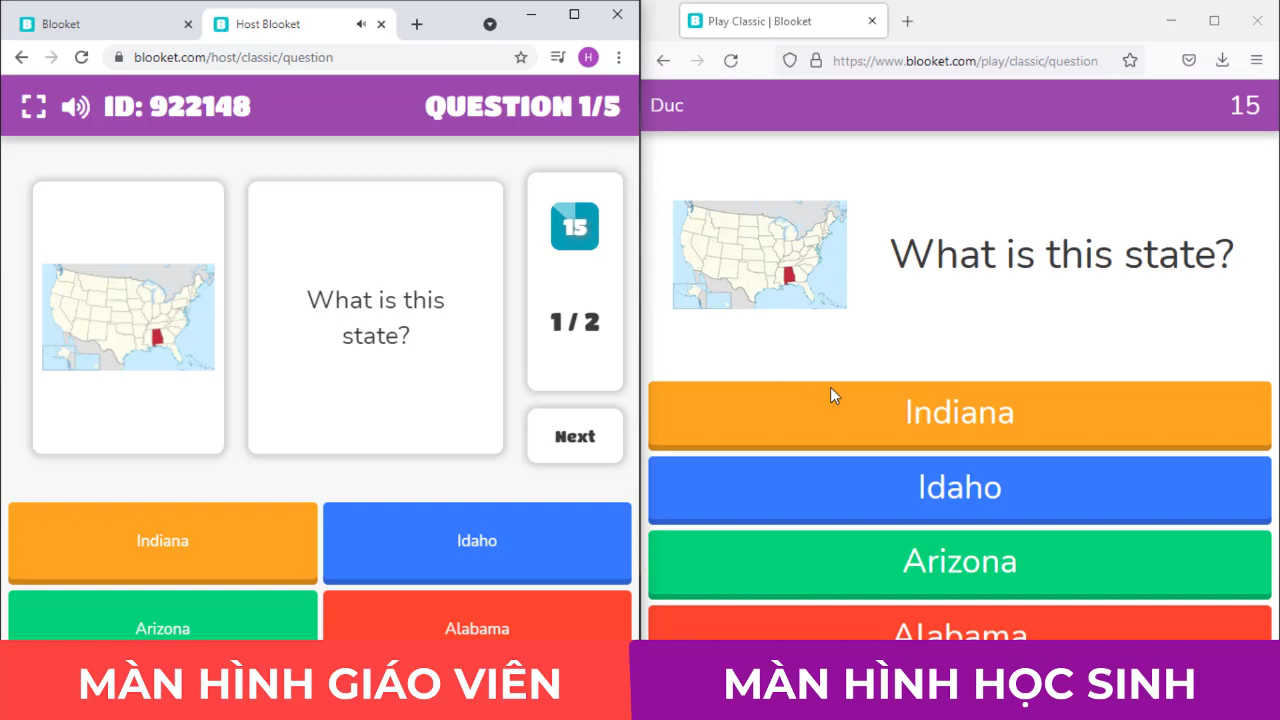 Blooket
Host Blooket
blooket.com/host/classic/question
H
ID: 922148
QUESTION 1/5
What is this
state?
15
1 / 2
Next
Indiana
Idaho
Arizona
Alabama
MÀN HÌNH GIÁO VIÊN
Play Classic | Blooket
https://www.blooket.com/play/classic/question
Duc
15
What is this state?
Indiana
Idaho
Arizona
Alabama
MÀN HÌNH HỌC SINH